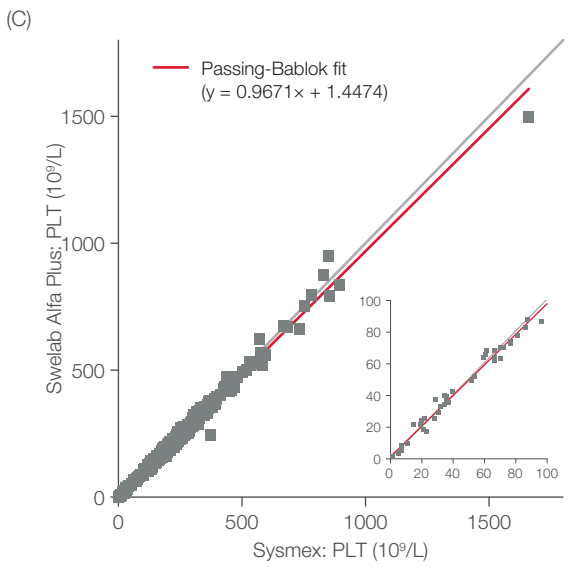 (C)
Passing-Bablok fit
(y = 0.9671× + 1.4474)
Swelab Alfa Plus: PLT (10⁹/L)
1500
1000
500
0
0 500 1000 1500
Sysmex: PLT (10⁹/L)
100
80
60
40
20
0
0 20 40 60 80 100